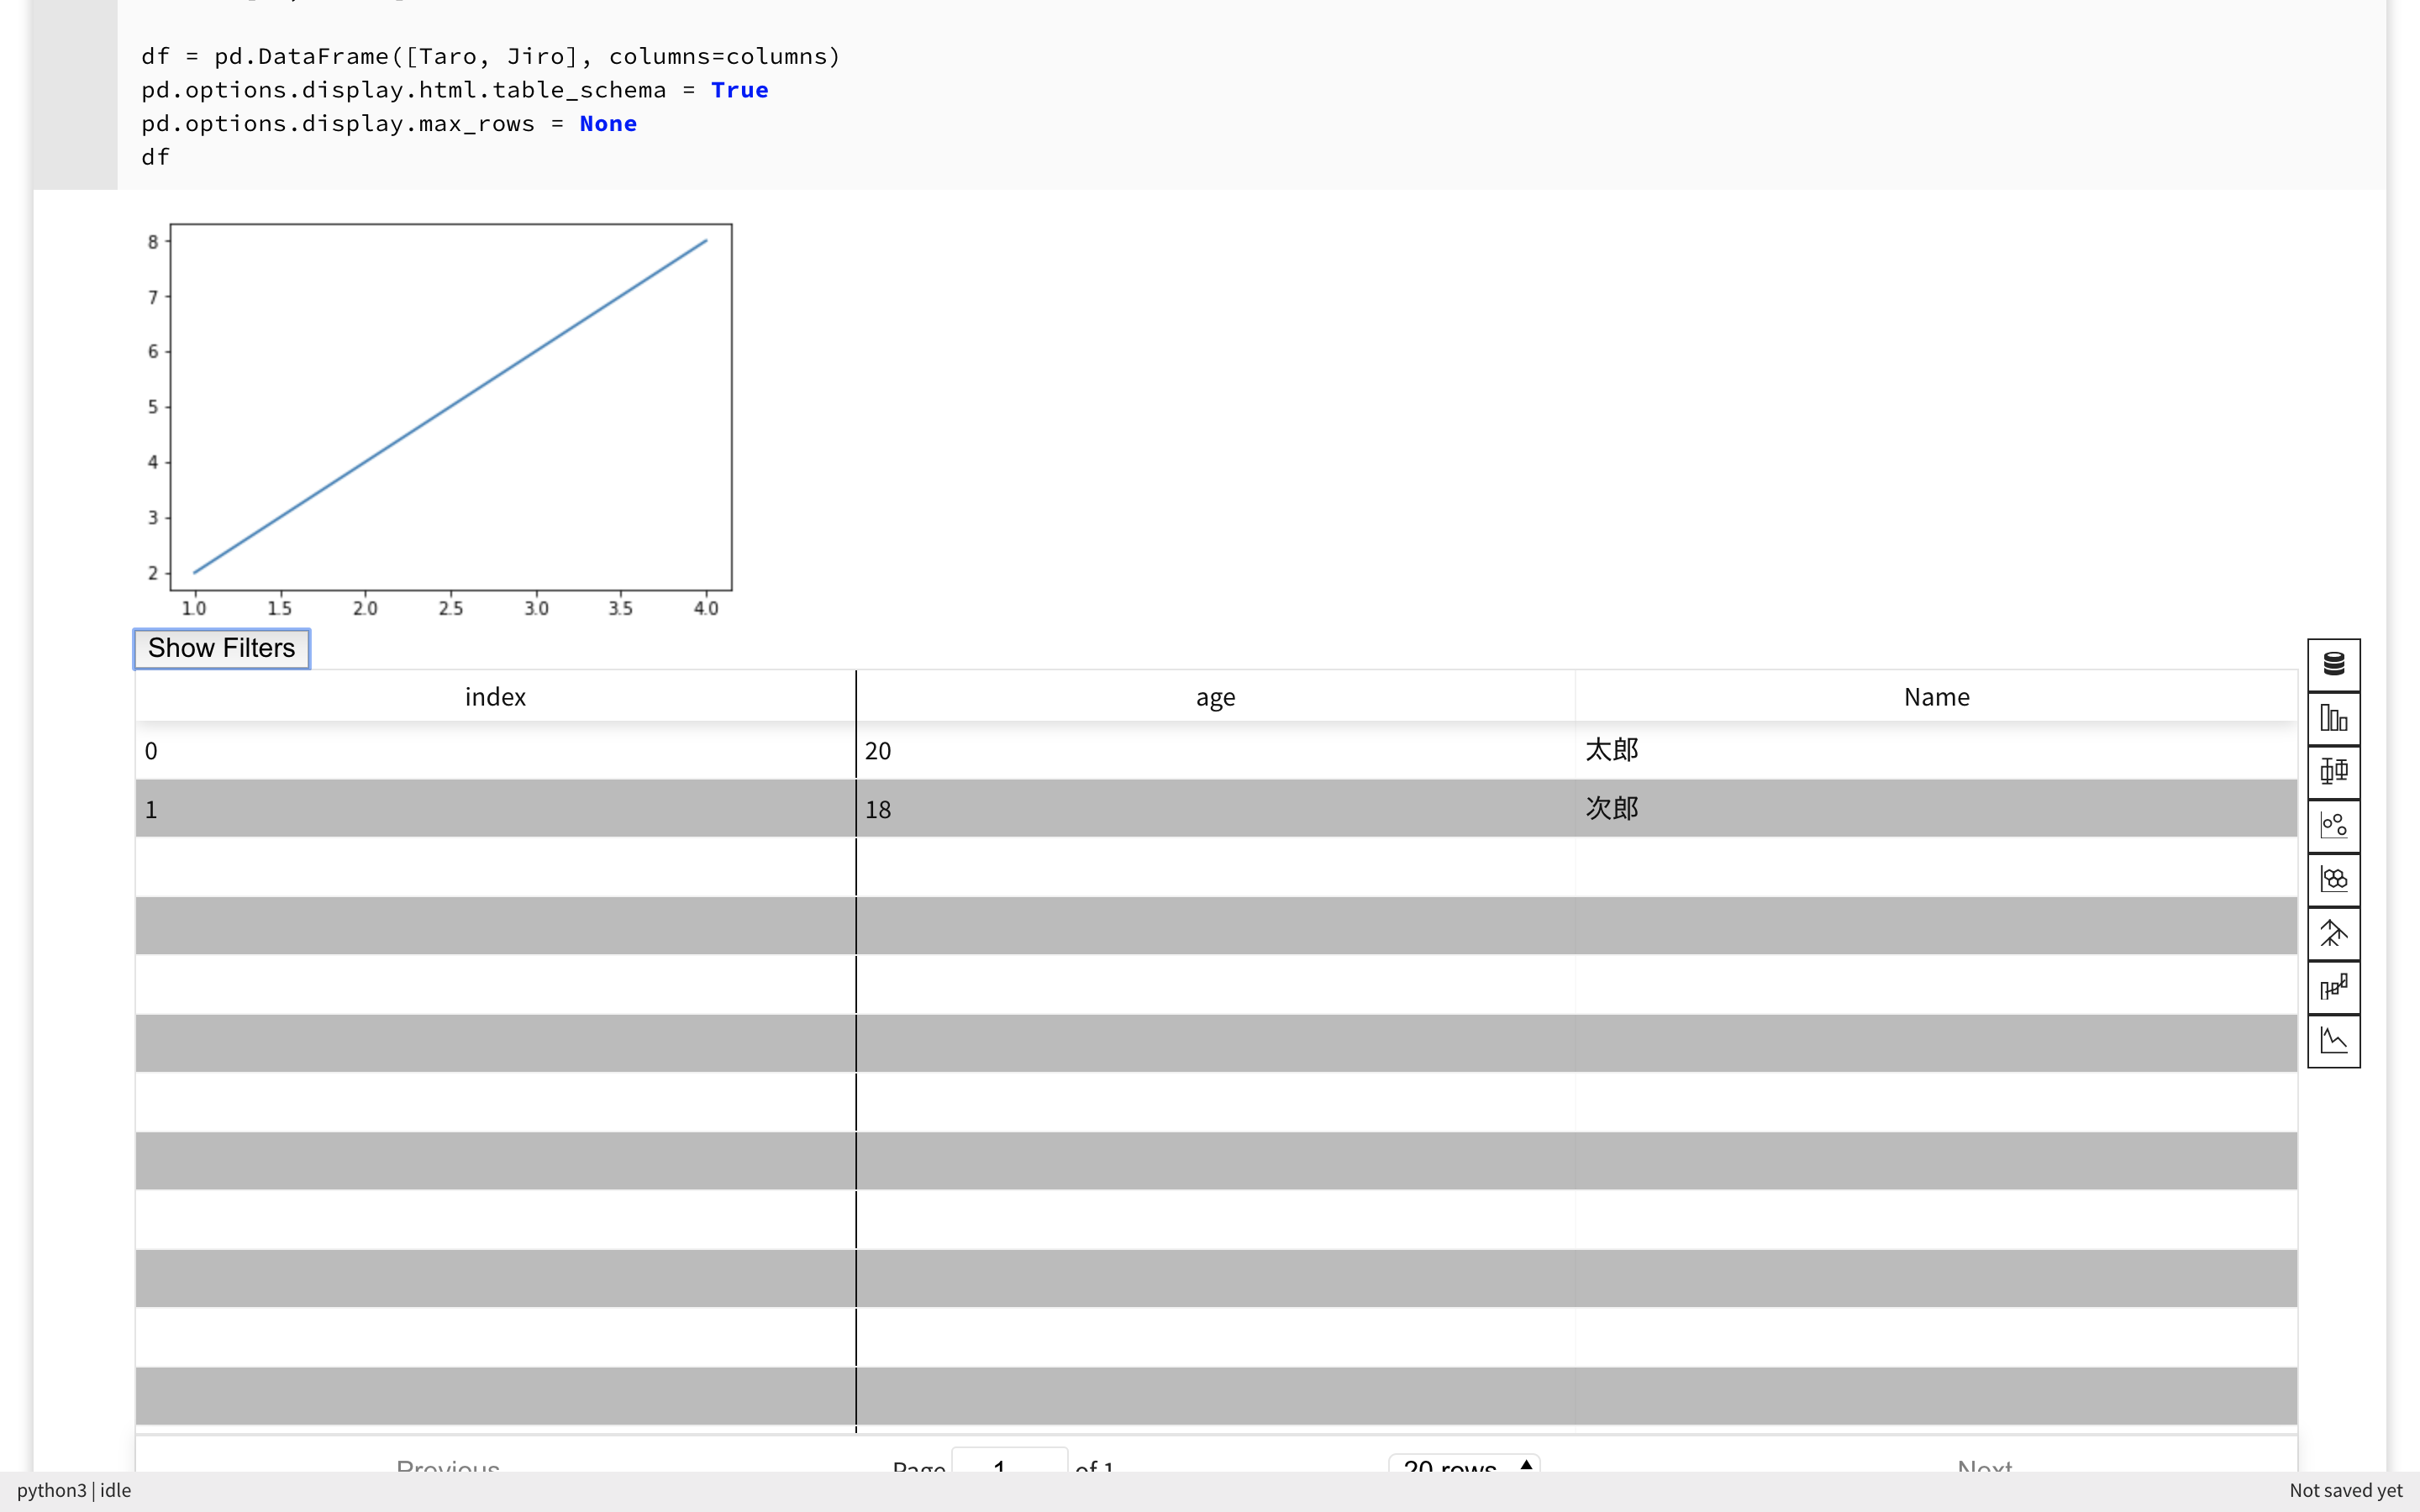 df = pd.DataFrame([Taro, Jiro], columns=columns)
pd.options.display.html.table_schema = True
pd.options.display.max_rows = None
df
8
7
6
5
4
3
2
1.0 1.5 2.0 2.5 3.0 3.5 4.0
Show Filters
index age Name
0 20 太郎
1 18 次郎
Previous Page 1 of 1 20 rows Next
python3 | idle Not saved yet